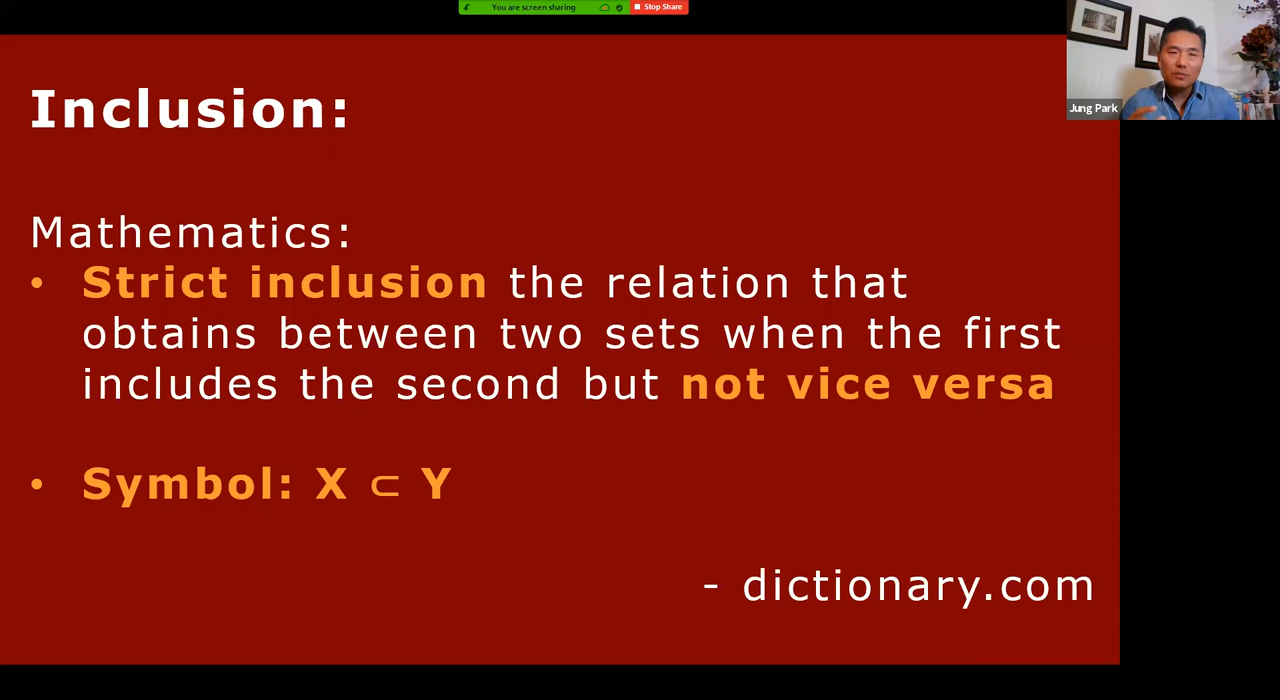 You are screen sharing
Stop Share
Jung Park
Inclusion:
Mathematics:
• Strict inclusion the relation that
obtains between two sets when the first
includes the second but not vice versa
• Symbol: X ⊂ Y
- dictionary.com